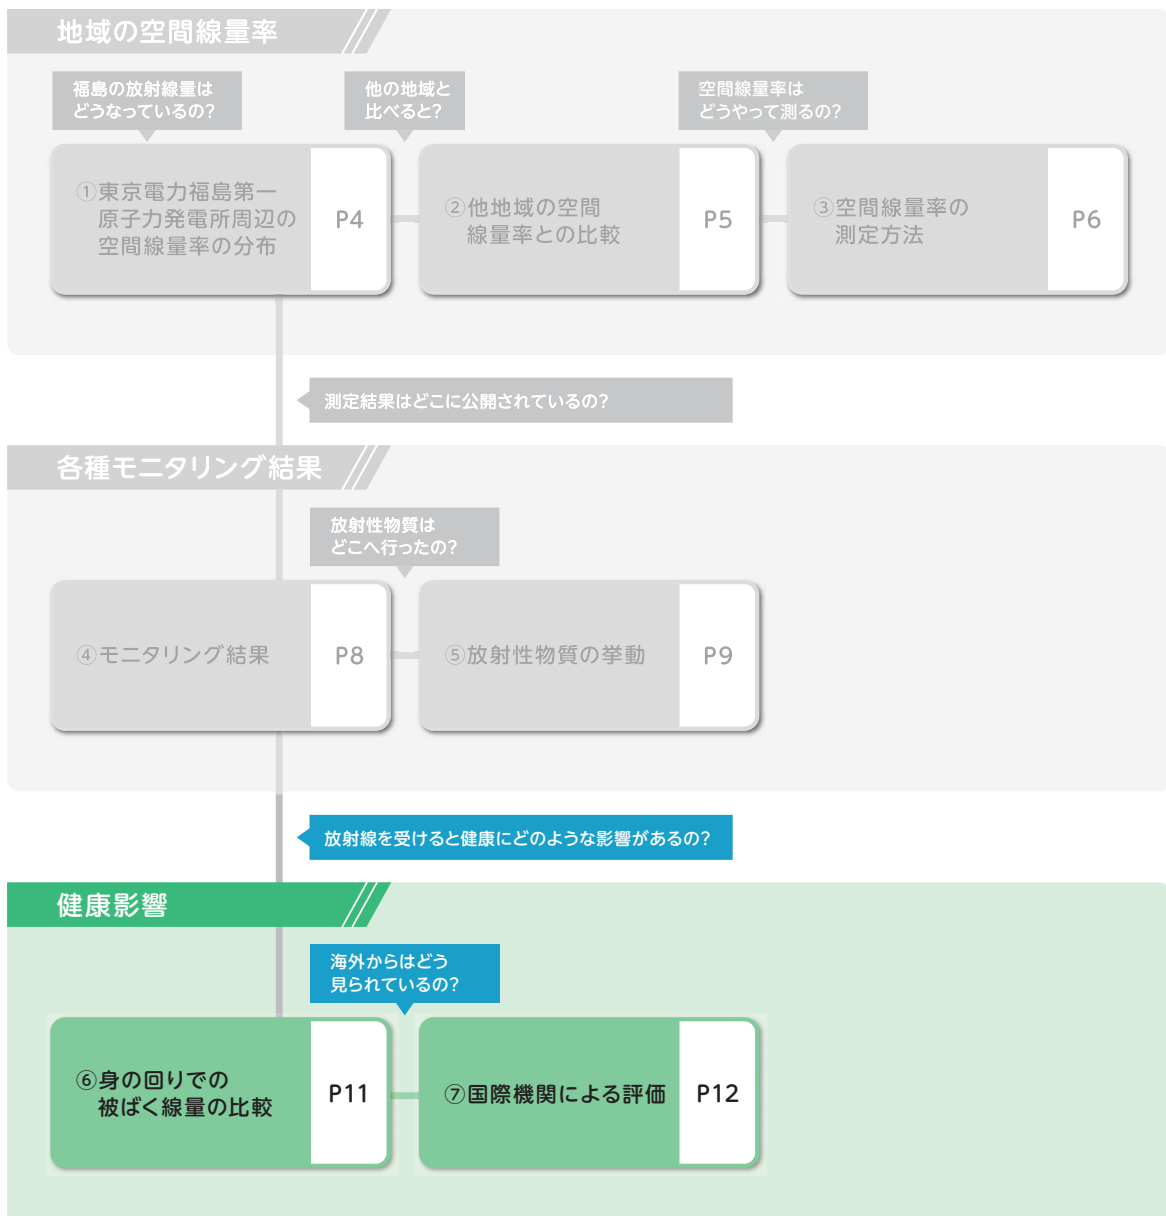 地域の空間線量率
福島の放射線量は
どうなっているの?
他の地域と
比べると?
空間線量率は
どうやって測るの?
①東京電力福島第一
原子力発電所周辺の
空間線量率の分布
P4
②他地域の空間
線量率との比較
P5
③空間線量率の
測定方法
P6
測定結果はどこに公開されているの?
各種モニタリング結果
放射性物質は
どこへ行ったの?
④モニタリング結果
P8
⑤放射性物質の挙動
P9
放射線を受けると健康にどのような影響があるの?
健康影響
海外からはどう
見られているの?
⑥身の回りでの
被ばく線量の比較
P11
⑦国際機関による評価
P12